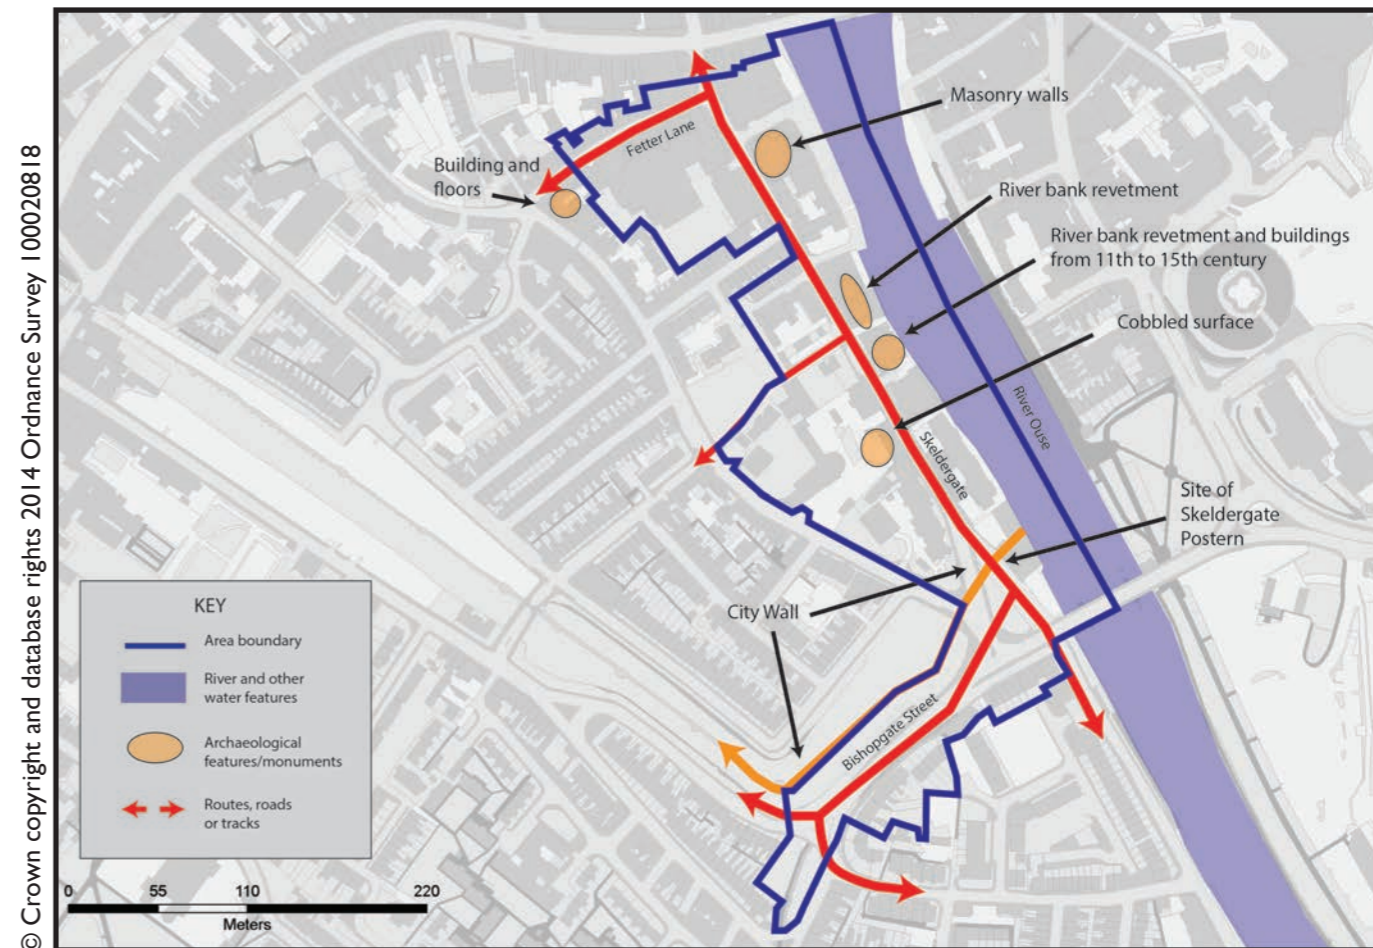 © Crown copyright and database rights 2014 Ordnance Survey 100020818
Masonry walls
Fetter Lane
Building and
floors
River bank revetment
River bank revetment and buildings
from 11th to 15th century
Cobbled surface
River Ouse
Skeldergate
Site of
Skeldergate
Postern
City Wall
Bishopgate Street
KEY
Area boundary
River and other
water features
Archaeological
features/monuments
Routes, roads
or tracks
0 55 110 220
Meters